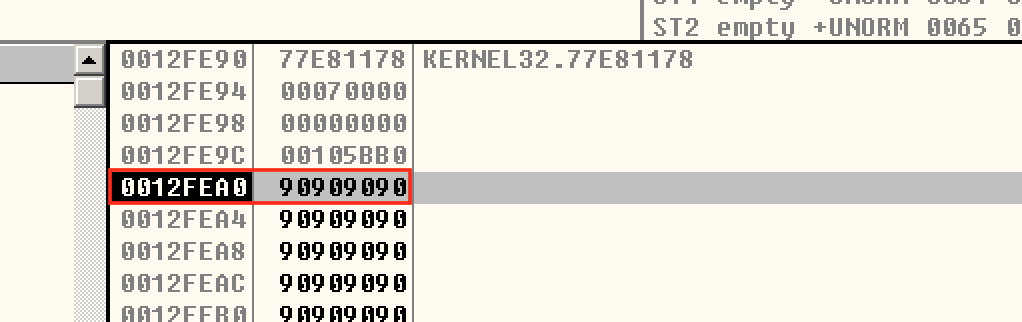 ST2 empty +UNORM 0065 0
0012FE90 77E81178 KERNEL32.77E81178
0012FE94 00070000
0012FE98 00000000
0012FE9C 00105BB0
0012FEA0 90909090
0012FEA4 90909090
0012FEA8 90909090
0012FEAC 90909090
0012FEB0 90909090